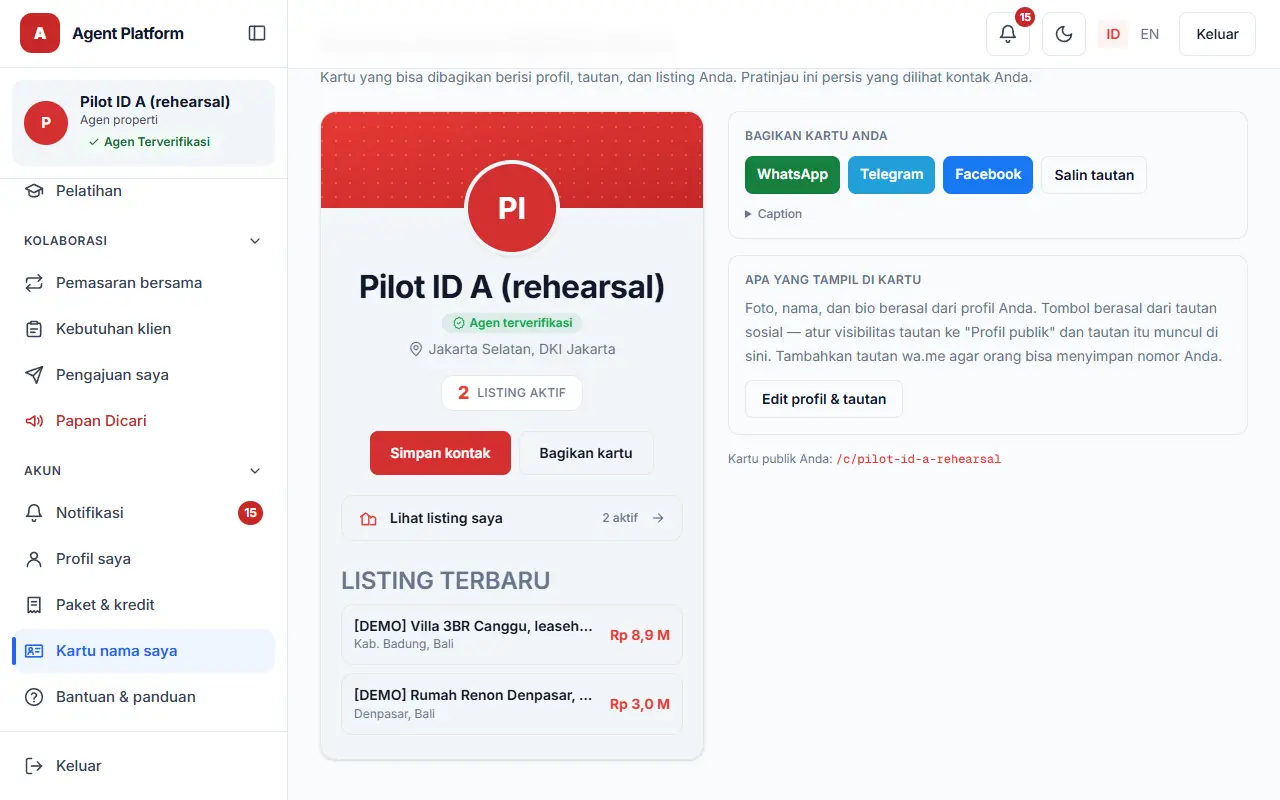 A
Agent Platform
15
ID
EN
Keluar
P
Pilot ID A (rehearsal)
Agen properti
Agen Terverifikasi
Pelatihan
KOLABORASI
Pemasaran bersama
Kebutuhan klien
Pengajuan saya
Papan Dicari
AKUN
Notifikasi
15
Profil saya
Paket & kredit
Kartu nama saya
Bantuan & panduan
Keluar
Kartu yang bisa dibagikan berisi profil, tautan, dan listing Anda. Pratinjau ini persis yang dilihat kontak Anda.
PI
Pilot ID A (rehearsal)
Agen terverifikasi
Jakarta Selatan, DKI Jakarta
2 LISTING AKTIF
Simpan kontak
Bagikan kartu
Lihat listing saya
2 aktif
LISTING TERBARU
[DEMO] Villa 3BR Canggu, leaseh...
Kab. Badung, Bali
Rp 8,9 M
[DEMO] Rumah Renon Denpasar, ...
Denpasar, Bali
Rp 3,0 M
BAGIKAN KARTU ANDA
WhatsApp
Telegram
Facebook
Salin tautan
Caption
APA YANG TAMPIL DI KARTU
Foto, nama, dan bio berasal dari profil Anda. Tombol berasal dari tautan
sosial — atur visibilitas tautan ke "Profil publik" dan tautan itu muncul di
sini. Tambahkan tautan wa.me agar orang bisa menyimpan nomor Anda.
Edit profil & tautan
Kartu publik Anda: /c/pilot-id-a-rehearsal